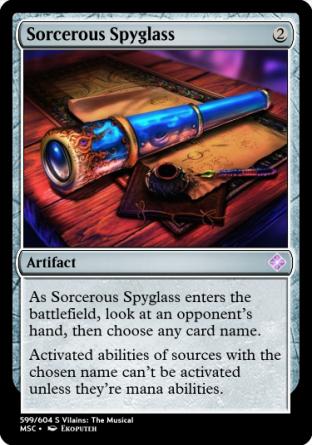 Sorcerous Spyglass 2
Artifact
As Sorcerous Spyglass enters the
battlefield, look at an opponent's
hand, then choose any card name.
Activated abilities of sources with the
chosen name can't be activated
unless they're mana abilities.
599/604 S Vilains: The Musical
MSC • Ekoputeh